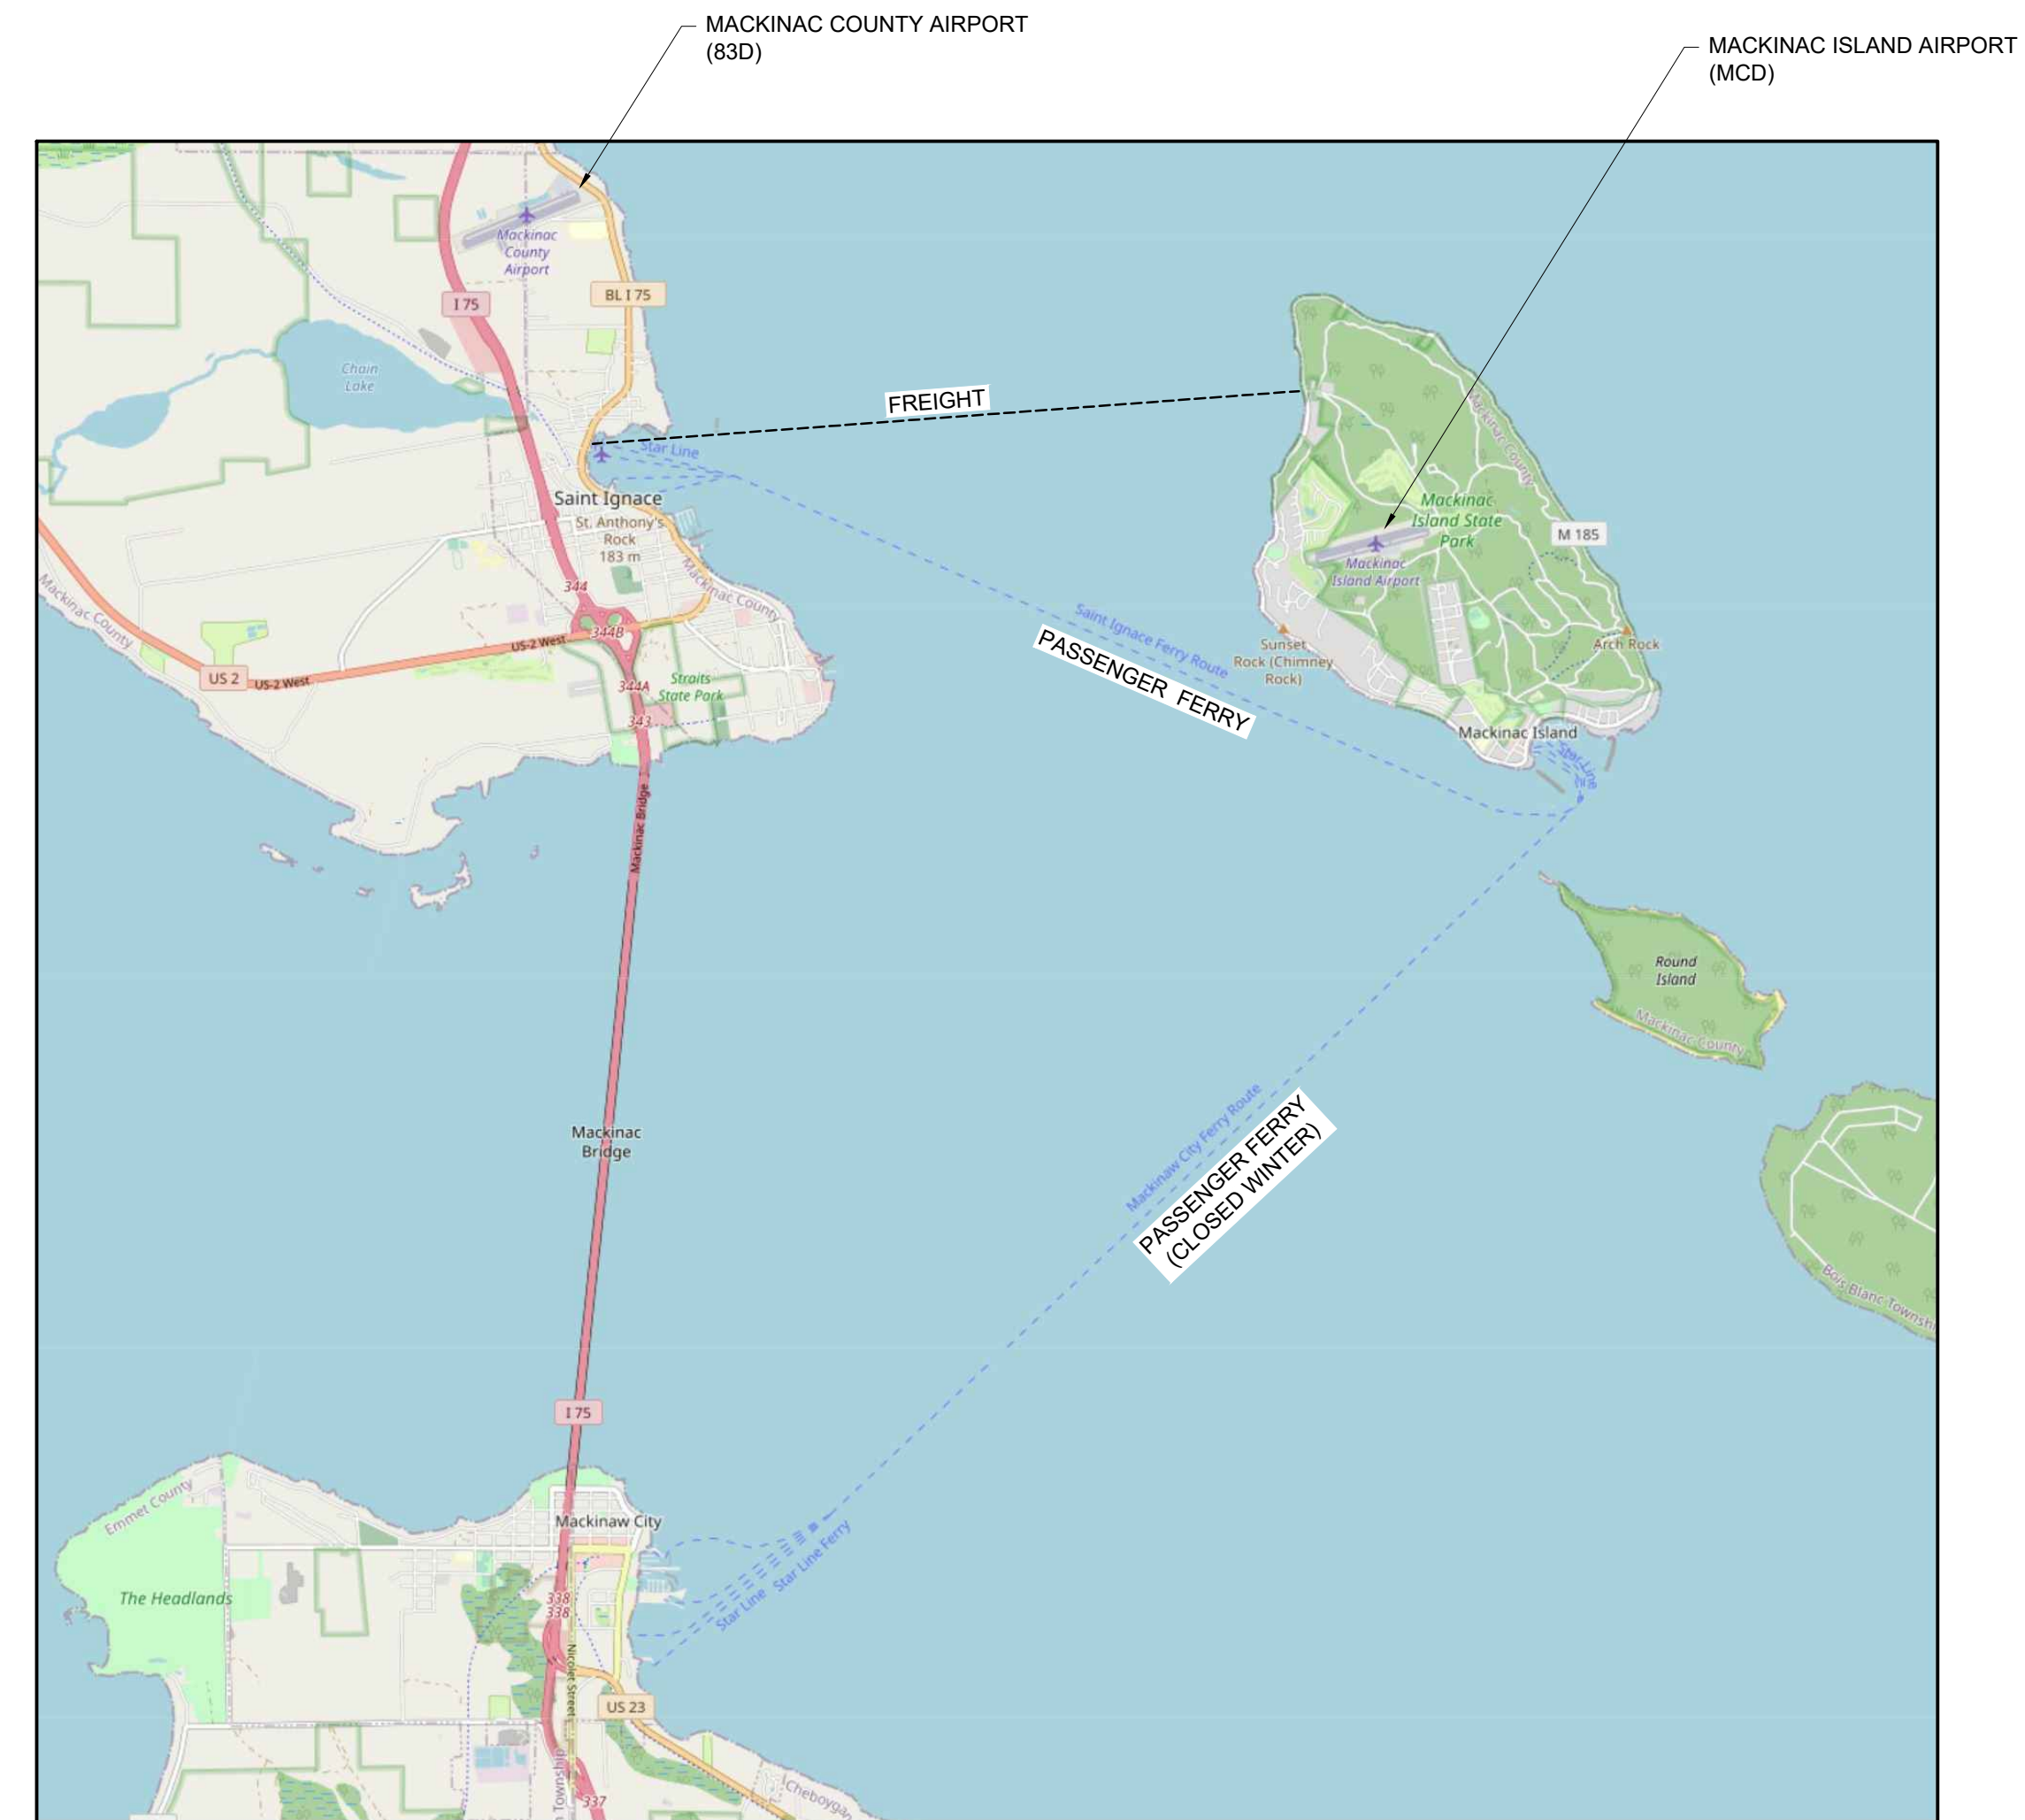 MACKINAC COUNTY AIRPORT
(83D)
MACKINAC ISLAND AIRPORT
(MCD)
Mackinac
County
Airport
I 75
BL I 75
Chain
Lake
FREIGHT
Star Line
Saint Ignace
St. Anthony's
Rock
183 m
Mackinac County
Mackinac County
344
344B
US-2 West
US 2
US-2 West
344A
Straits
State Park
343
Mackinac Bridge
Mackinac County
Mackinac
Island State
Park
M 185
Mackinac
Island Airport
Saint Ignace Ferry Route
PASSENGER FERRY
Sunset
Rock (Chimney
Rock)
Arch Rock
Mackinac Island
Star Line
Round
Island
Mackinac County
Mackinac
Bridge
Mackinaw City Ferry Route
PASSENGER FERRY
(CLOSED WINTER)
Bois Blanc Townshi
I 75
Emmet County
Mackinaw City
The Headlands
Star Line
Star Line Ferry
338
338
Nicolet Street
US 23
Township
337
Cheboygan